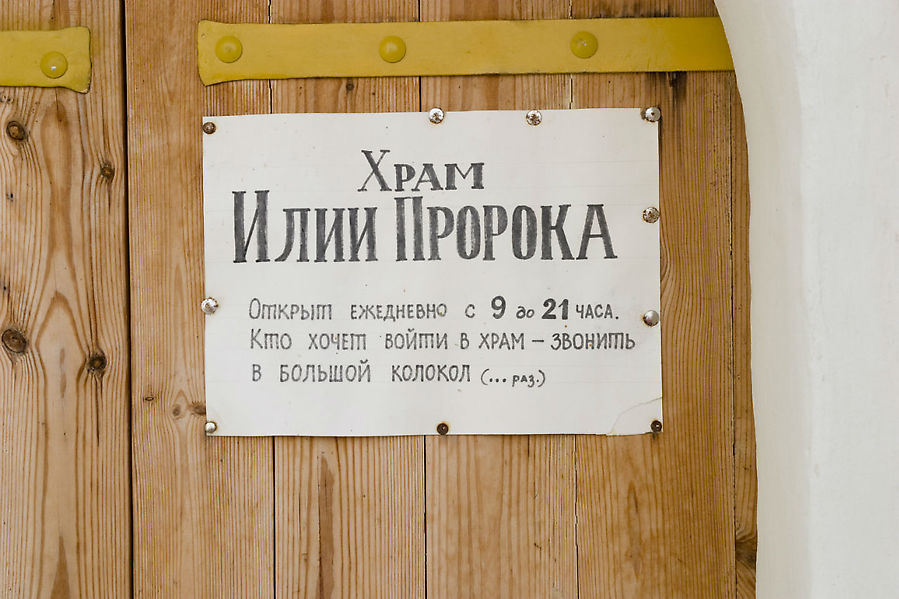 Храм
Илии Пророка
Открыт ежедневно с 9 до 21 часа.
Кто хочет войти в храм – звонить
в большой колокол (... раз.)